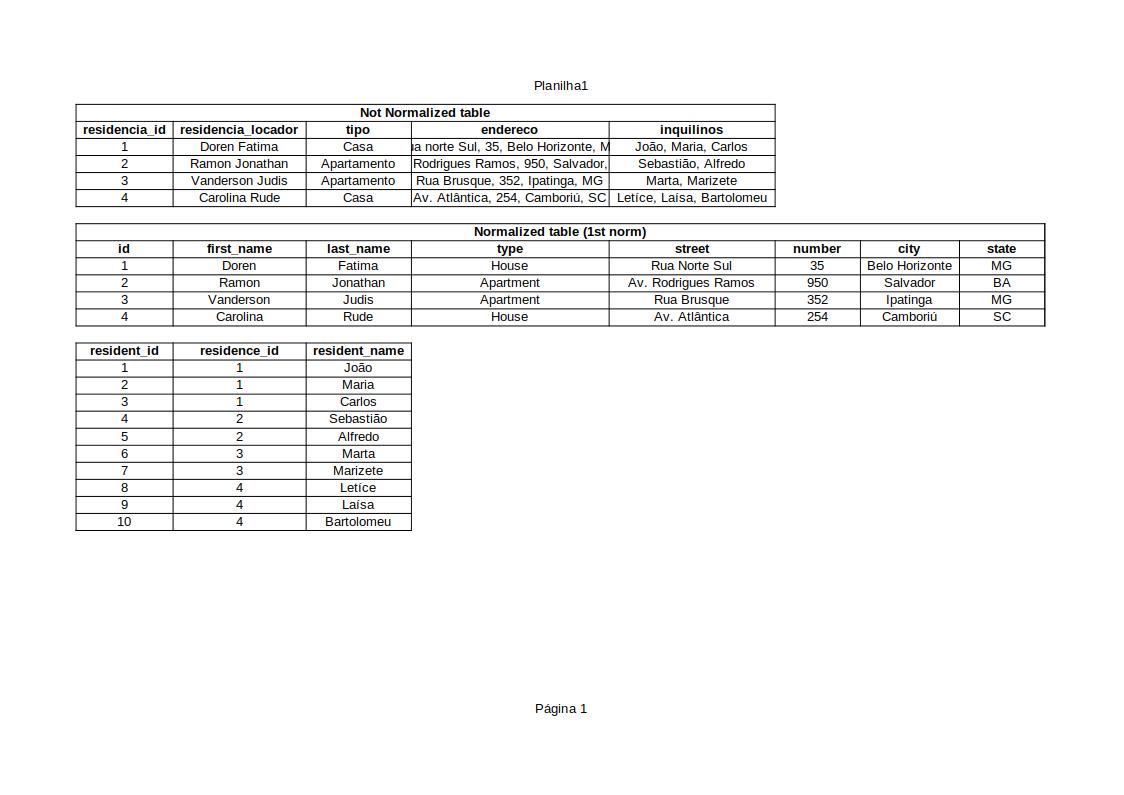 Planilha1
Not Normalized table
residencia_id residencia_locador tipo endereco inquilinos
1 Doren Fatima Casa norte Sul, 35, Belo Horizonte, M João, Maria, Carlos
2 Ramon Jonathan Apartamento Rodrigues Ramos, 950, Salvador, Sebastião, Alfredo
3 Vanderson Judis Apartamento Rua Brusque, 352, Ipatinga, MG Marta, Marizete
4 Carolina Rude Casa Av. Atlântica, 254, Camboriú, SC Letíce, Laísa, Bartolomeu
Normalized table (1st norm)
id first_name last_name type street number city state
1 Doren Fatima House Rua Norte Sul 35 Belo Horizonte MG
2 Ramon Jonathan Apartment Av. Rodrigues Ramos 950 Salvador BA
3 Vanderson Judis Apartment Rua Brusque 352 Ipatinga MG
4 Carolina Rude House Av. Atlântica 254 Camboriú SC
resident_id residence_id resident_name
1 1 João
2 1 Maria
3 1 Carlos
4 2 Sebastião
5 2 Alfredo
6 3 Marta
7 3 Marizete
8 4 Letíce
9 4 Laísa
10 4 Bartolomeu
Página 1